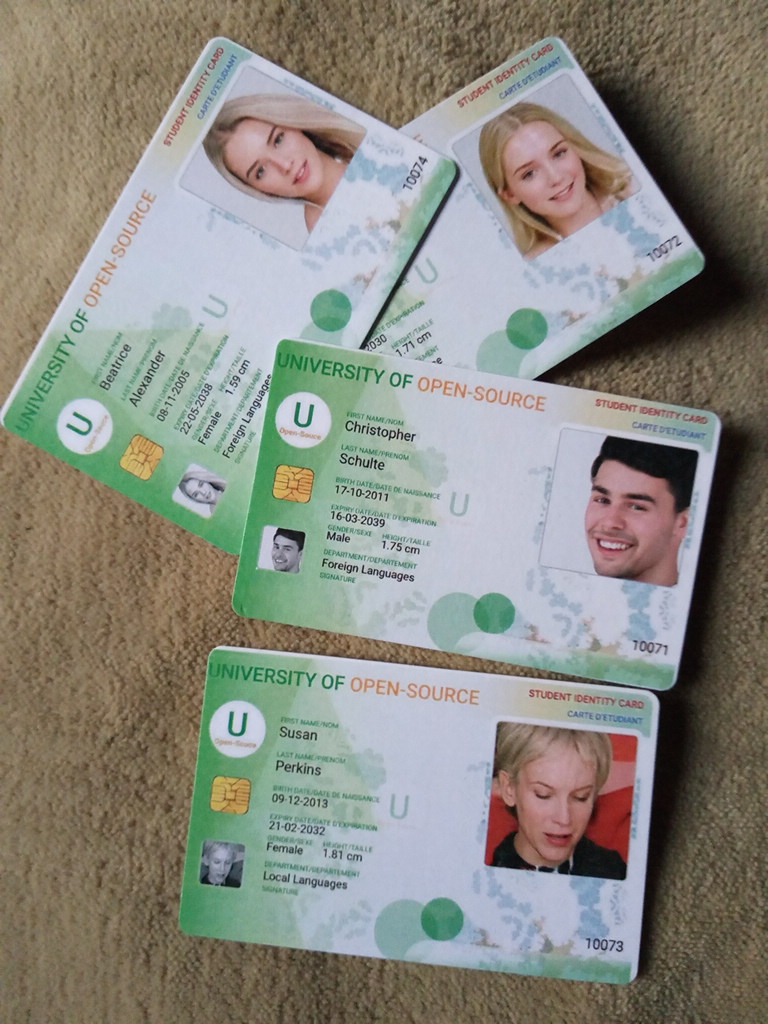 STUDENT IDENTITY CARD
CARTE D'ETUDIANT
UNIVERSITY OF OPEN-SOURCE
U
Open-Source
FIRST NAME/NOM
Beatrice
LAST NAME/PRENOM
Alexander
BIRTH DATE/DATE DE NAISSANCE
08-11-2005
EXPIRY DATE/DATE D'EXPIRATION
22-05-2038
GENDER/SEXE HEIGHT/TAILLE
Female 1.59 cm
DEPARTMENT/DEPARTEMENT
Foreign Languages
SIGNATURE
U
10074
STUDENT IDENTITY CARD
CARTE D'ETUDIANT
U
D'EXPIRATION
2030
HEIGHT/TAILLE
1.71 cm
10072
UNIVERSITY OF OPEN-SOURCE
STUDENT IDENTITY CARD
CARTE D'ETUDIANT
U
Open-Source
FIRST NAME/NOM
Christopher
LAST NAME/PRENOM
Schulte
BIRTH DATE/DATE DE NAISSANCE
17-10-2011
EXPIRY DATE/DATE D'EXPIRATION
16-03-2039
GENDER/SEXE HEIGHT/TAILLE
Male 1.75 cm
DEPARTMENT/DEPARTEMENT
Foreign Languages
SIGNATURE
U
10071
UNIVERSITY OF OPEN-SOURCE
STUDENT IDENTITY CARD
CARTE D'ETUDIANT
U
Open-Source
FIRST NAME/NOM
Susan
LAST NAME/PRENOM
Perkins
BIRTH DATE/DATE DE NAISSANCE
09-12-2013
EXPIRY DATE/DATE D'EXPIRATION
21-02-2032
GENDER/SEXE HEIGHT/TAILLE
Female 1.81 cm
DEPARTMENT/DEPARTEMENT
Local Languages
SIGNATURE
U
10073